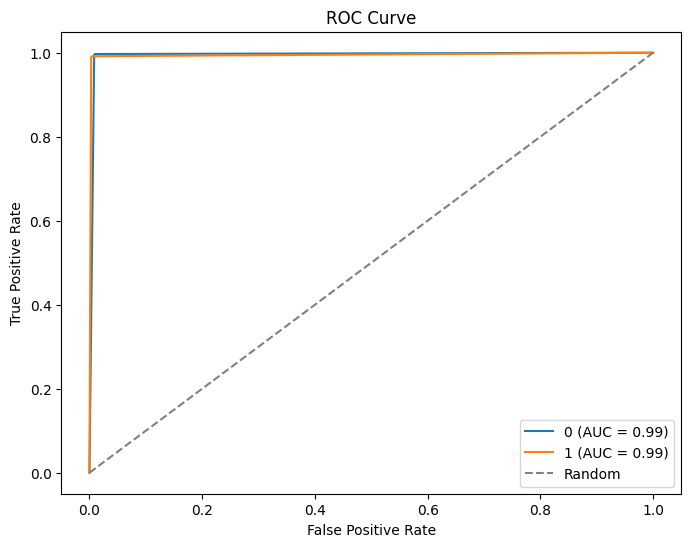 ROC Curve
True Positive Rate
1.0
0.8
0.6
0.4
0.2
0.0
0 (AUC = 0.99)
1 (AUC = 0.99)
Random
0.0 0.2 0.4 0.6 0.8 1.0
False Positive Rate